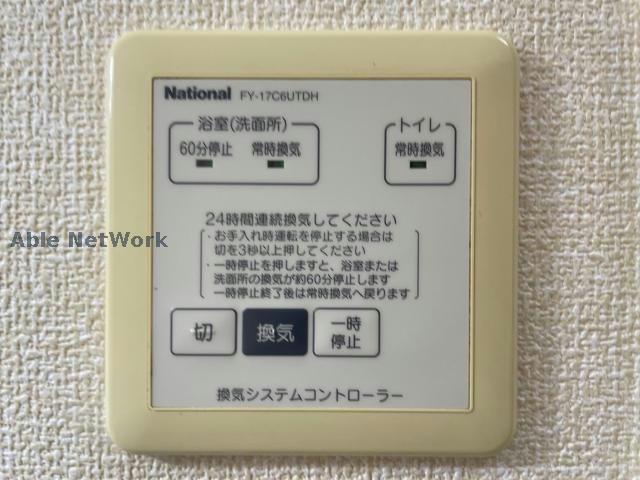 National FY-17C6UTDH
浴室(洗面所)
トイレ
60分停止 常時換気
常時換気
24時間連続換気してください
・お手入れ時運転を停止する場合は
切を3秒以上押してください
・一時停止を押しますと、浴室または
洗面所の換気が約60分停止します
一時停止終了後は常時換気へ戻ります
切
換気
一時
停止
換気システムコントローラー
Able NetWork